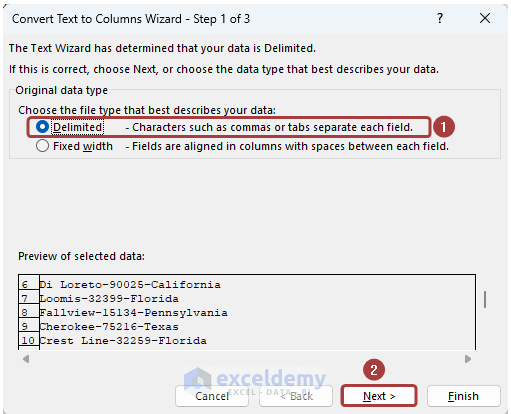 Convert Text to Columns Wizard - Step 1 of 3 ? ×
The Text Wizard has determined that your data is Delimited.
If this is correct, choose Next, or choose the data type that best describes your data.
Original data type
Choose the file type that best describes your data:
Delimited - Characters such as commas or tabs separate each field.
1
Fixed width - Fields are aligned in columns with spaces between each field.
Preview of selected data:
6 Di Loreto-90025-California
7 Loomis-32399-Florida
8 Fallview-15134-Pennsylvania
9 Cherokee-75216-Texas
10 Crest Line-32259-Florida
2
exceldemy
EXCEL - DATA - BI
Cancel < Back Next > Finish